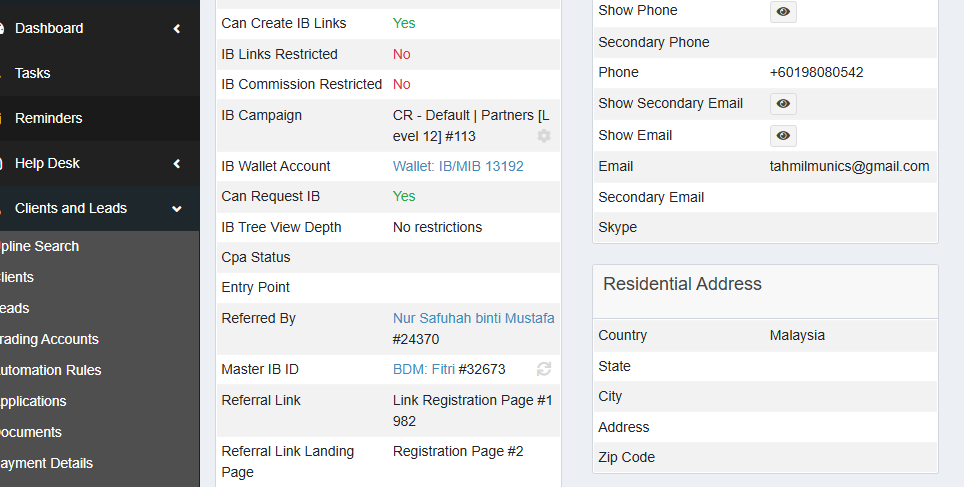 Dashboard
Tasks
Reminders
Help Desk
Clients and Leads
pline Search
lients
eads
rading Accounts
utomation Rules
pplications
ocuments
ayment Details
Can Create IB Links Yes
IB Links Restricted No
IB Commission Restricted No
IB Campaign CR - Default | Partners [L
evel 12] #113
IB Wallet Account Wallet: IB/MIB 13192
Can Request IB Yes
IB Tree View Depth No restrictions
Cpa Status
Entry Point
Referred By Nur Safuhah binti Mustafa
#24370
Master IB ID BDM: Fitri #32673
Referral Link Link Registration Page #1
982
Referral Link Landing Registration Page #2
Page
Show Phone
Secondary Phone
Phone +60198080542
Show Secondary Email
Show Email
Email tahmilmunics@gmail.com
Secondary Email
Skype
Residential Address
Country Malaysia
State
City
Address
Zip Code